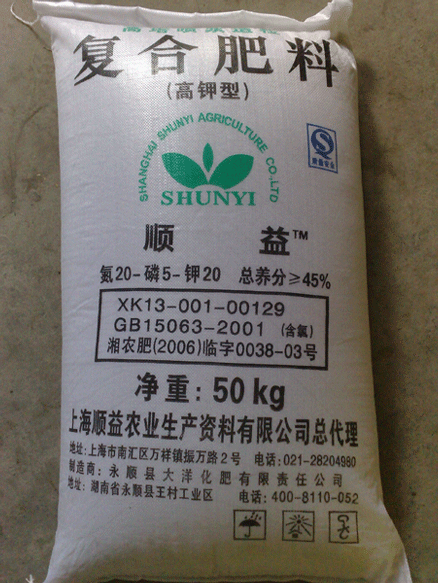 复合肥料
(高钾型)
SHANGHAI SHUNYI AGRICULTURE CO.,LTD
SHUNYI
顺益™
氮20-磷5-钾20 总养分≥45%
XK13-001-00129
GB15063-2001 (含氯)
湘农肥(2006)临字0038-03号
净重: 50kg
上海顺益农业生产资料有限公司总代理
地址:上海市南汇区万祥镇振万路2号 电话:021-28204980
制造商:永顺县大洋化肥有限责任公司
地址:湖南省永顺县王村工业区 电话:400-8110-052